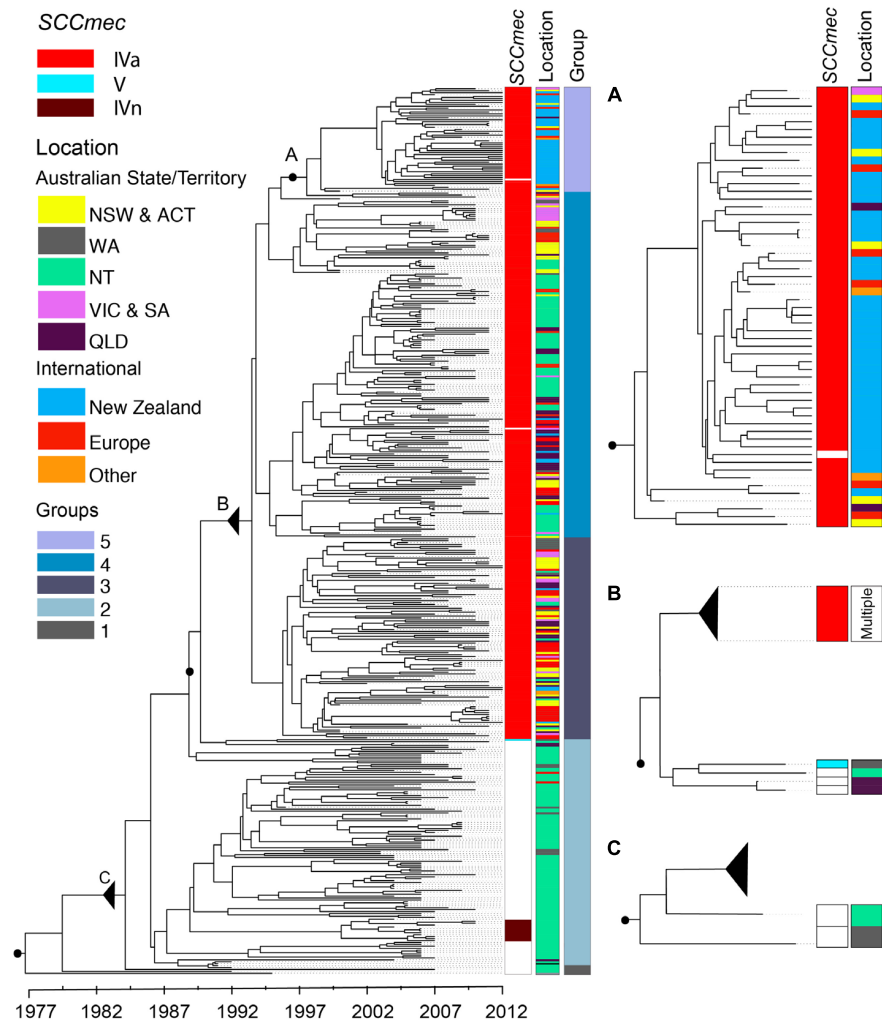 SCCmec
IVa
V
IVn
Location
Australian State/Territory
NSW & ACT
WA
NT
VIC & SA
QLD
International
New Zealand
Europe
Other
Groups
5
4
3
2
1
SCCmec
Location
Group
A
B
C
1977 1982 1987 1992 1997 2002 2007 2012
A
SCCmec
Location
B
Multiple
C